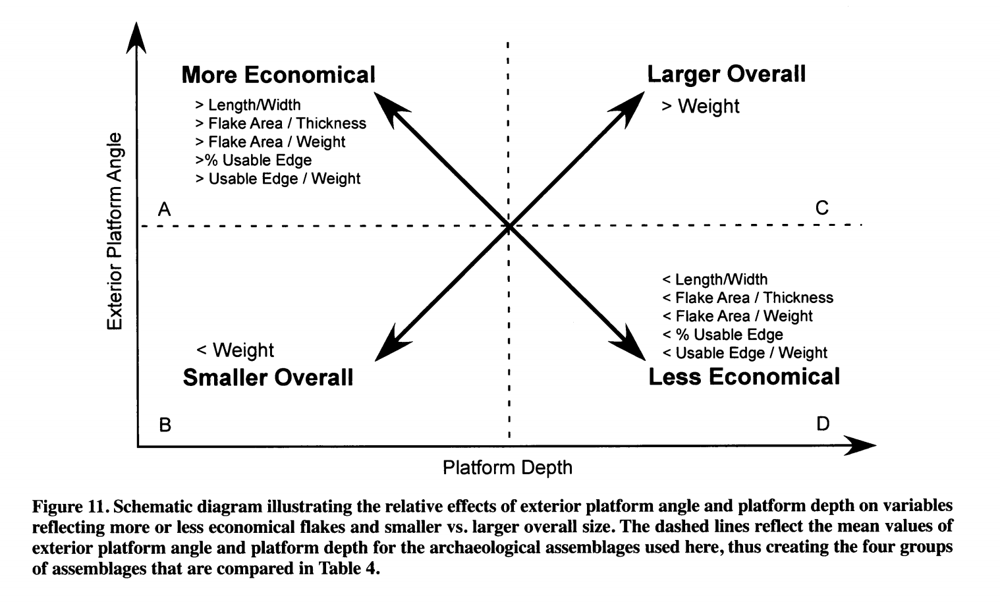 More Economical
> Length/Width
> Flake Area / Thickness
> Flake Area / Weight
>% Usable Edge
> Usable Edge / Weight
Larger Overall
> Weight
Exterior Platform Angle
A
C
< Weight
Smaller Overall
< Length/Width
< Flake Area / Thickness
< Flake Area / Weight
< % Usable Edge
< Usable Edge / Weight
Less Economical
B
D
Platform Depth
Figure 11. Schematic diagram illustrating the relative effects of exterior platform angle and platform depth on variables
reflecting more or less economical flakes and smaller vs. larger overall size. The dashed lines reflect the mean values of
exterior platform angle and platform depth for the archaeological assemblages used here, thus creating the four groups
of assemblages that are compared in Table 4.